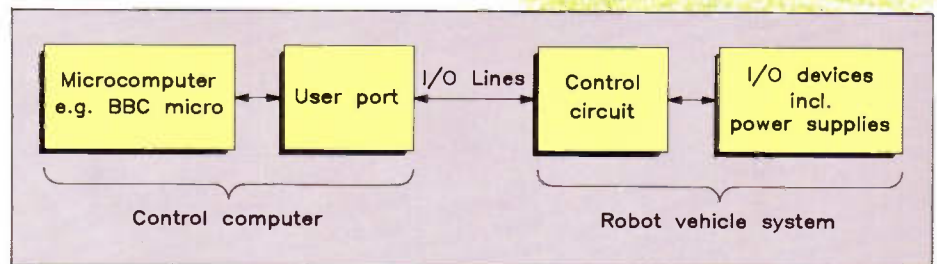 Microcomputer
e.g. BBC micro
User port
I/O Lines
Control
circuit
I/O devices
incl.
power supplies
Control computer
Robot vehicle system